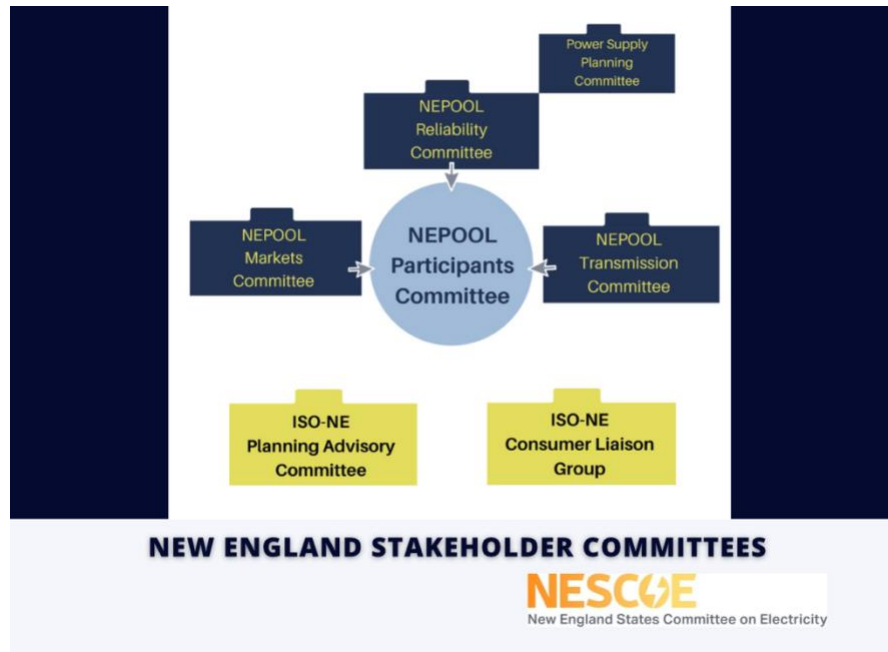 Power Supply
Planning
Committee
NEPOOL
Reliability
Committee
NEPOOL
Markets
Committee
NEPOOL
Participants
Committee
NEPOOL
Transmission
Committee
ISO-NE
Planning Advisory
Committee
ISO-NE
Consumer Liaison
Group
NEW ENGLAND STAKEHOLDER COMMITTEES
NESCOE
New England States Committee on Electricity